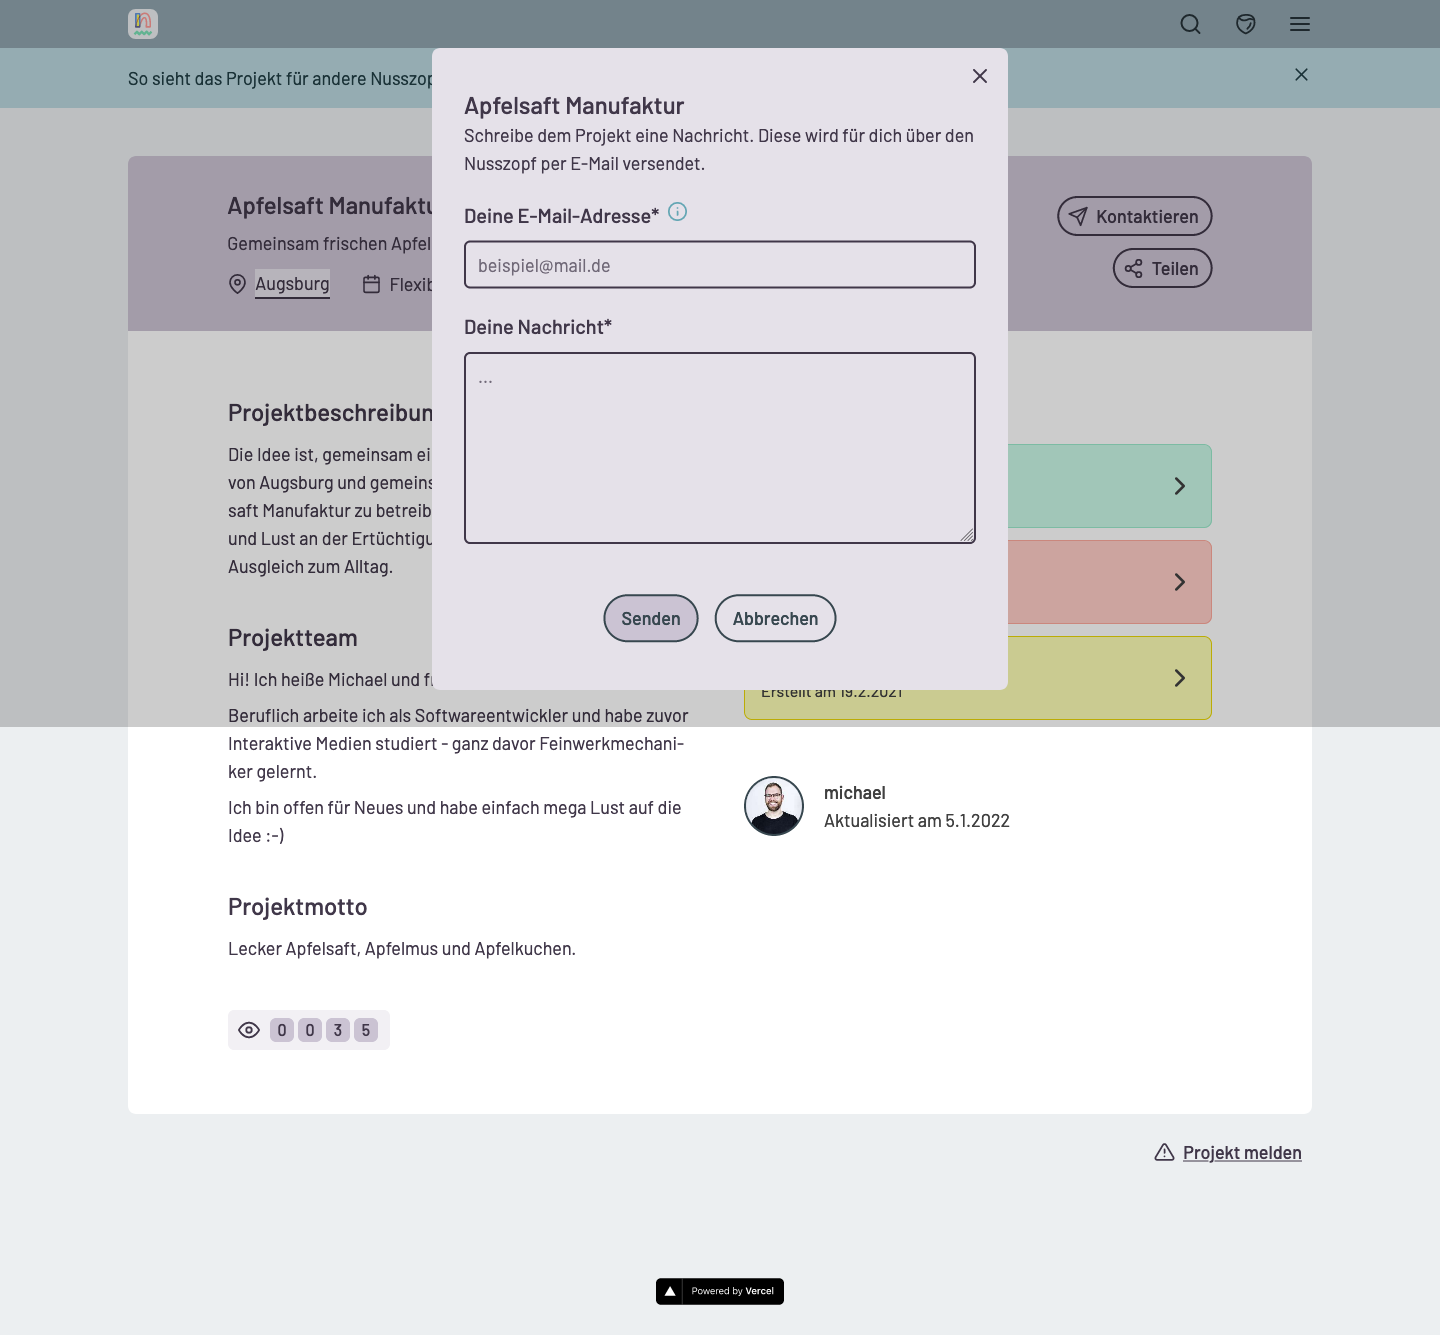 So sieht das Projekt für andere Nusszop
Apfelsaft Manufaktur
Schreibe dem Projekt eine Nachricht. Diese wird für dich über den
Nusszopf per E-Mail versendet.
Deine E-Mail-Adresse*
beispiel@mail.de
Deine Nachricht*
...
Senden
Abbrechen
Apfelsaft Manufaktu
Gemeinsam frischen Apfel
Augsburg
Flexib
Kontaktieren
Teilen
Projektbeschreibun
Die Idee ist, gemeinsam ei
von Augsburg und gemeins
saft Manufaktur zu betreib
und Lust an der Ertüchtigu
Ausgleich zum Alltag.
Projektteam
Hi! Ich heiße Michael und f
Beruflich arbeite ich als Softwareentwickler und habe zuvor
Interaktive Medien studiert - ganz davor Feinwerkmechani-
ker gelernt.
Ich bin offen für Neues und habe einfach mega Lust auf die
Idee :-)
Projektmotto
Lecker Apfelsaft, Apfelmus und Apfelkuchen.
0 0 3 5
Erstellt am 19.2.2021
michael
Aktualisiert am 5.1.2022
Projekt melden
Powered by Vercel